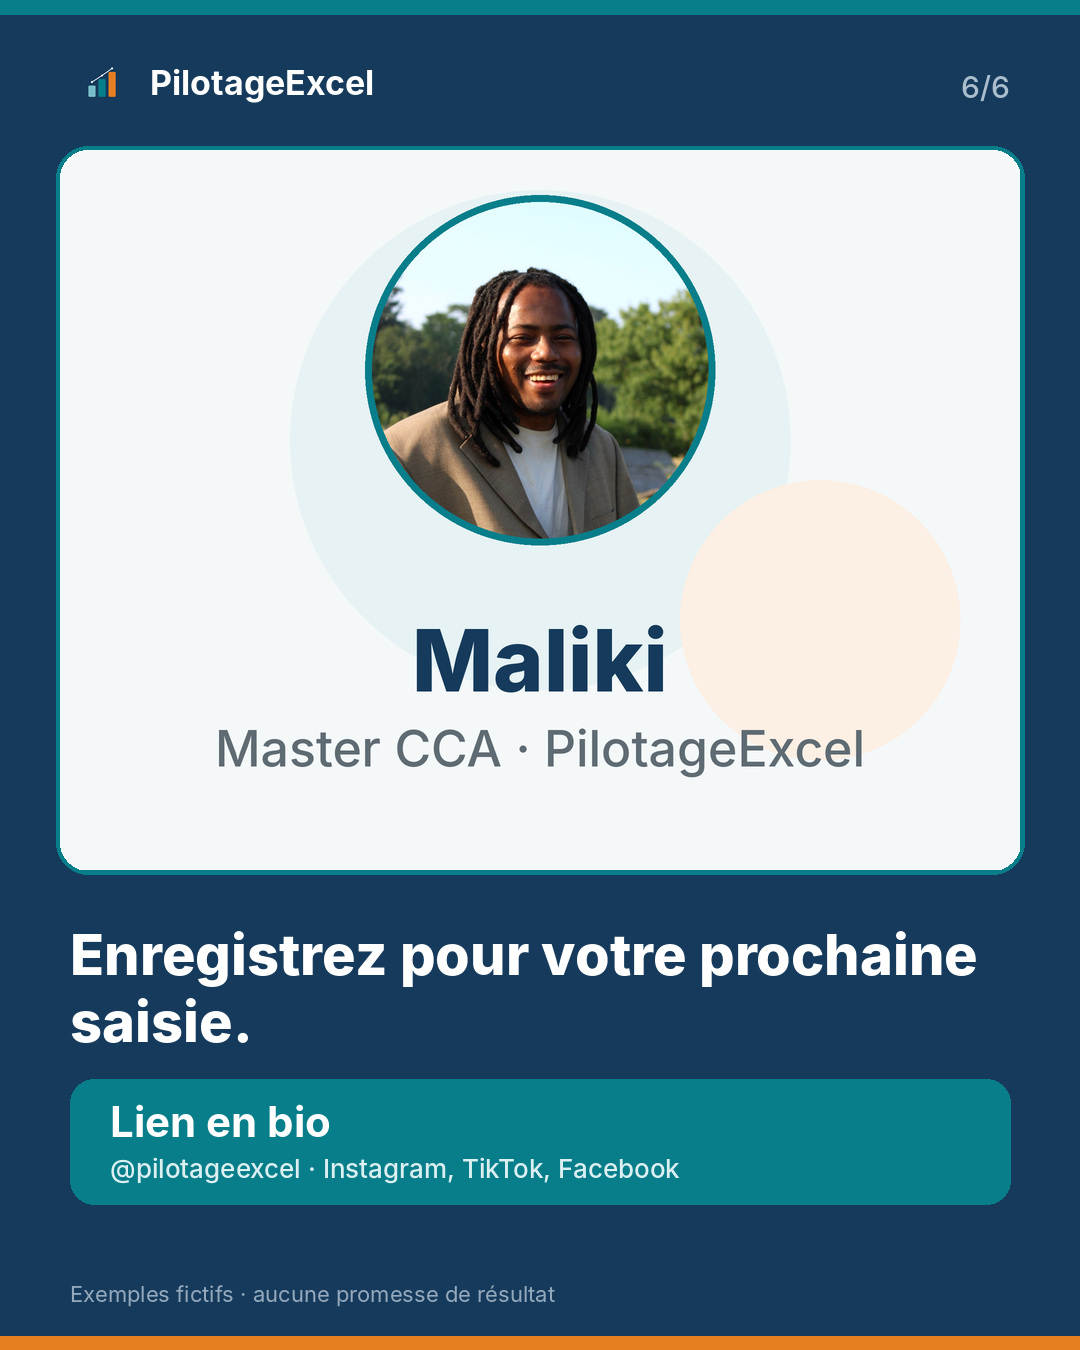 PilotageExcel
6/6
Maliki
Master CCA · PilotageExcel
Enregistrez pour votre prochaine
saisie.
Lien en bio
@pilotageexcel · Instagram, TikTok, Facebook
Exemples fictifs · aucune promesse de résultat